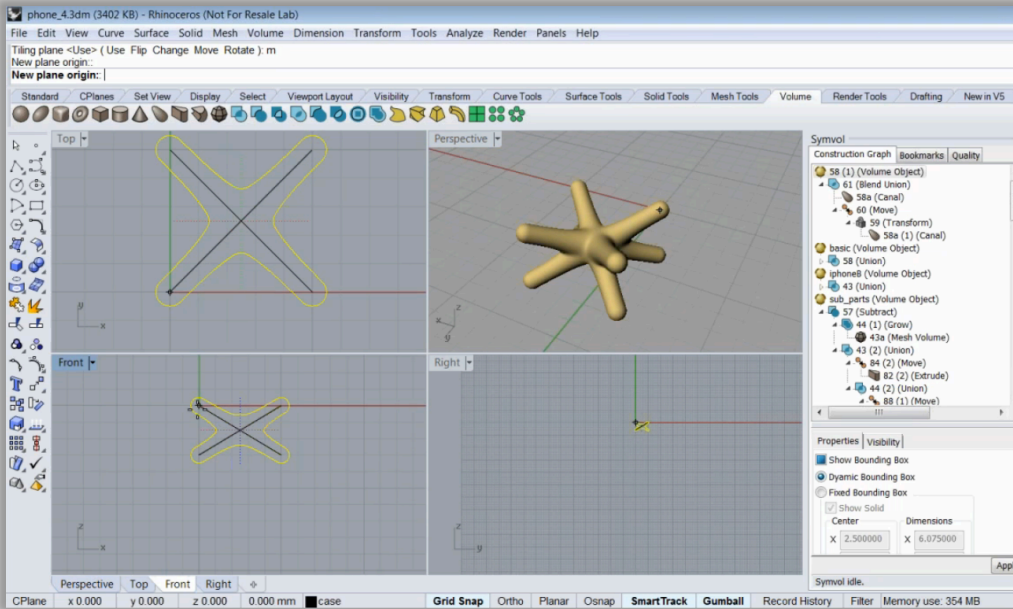 phone_4.3dm (3402 KB) - Rhinoceros (Not For Resale Lab)
File Edit View Curve Surface Solid Mesh Volume Dimension Transform Tools Analyze Render Panels Help
Tiling plane <Use> ( Use Flip Change Move Rotate ): m
New plane origin::
New plane origin:
Standard CPlanes Set View Display Select Viewport Layout Visibility Transform Curve Tools Surface Tools Solid Tools Mesh Tools Volume Render Tools Drafting New in V5
Top
y
x
Perspective
z
x
y
Front
z
x
Right
z
y
Symvol
Construction Graph Bookmarks Quality
58 (1) (Volume Object)
61 (Blend Union)
58a (Canal)
60 (Move)
59 (Transform)
58a (1) (Canal)
basic (Volume Object)
58 (Union)
iphone8 (Volume Object)
43 (Union)
sub_parts (Volume Object)
57 (Subtract)
44 (1) (Grow)
43a (Mesh Volume)
43 (2) (Union)
84 (2) (Move)
82 (2) (Extrude)
44 (2) (Union)
88 (1) (Move)
Properties Visibility
Show Bounding Box
Dyamic Bounding Box
Fixed Bounding Box
Show Solid
Center Dimensions
X 2.500000 X 6.075000
Appl
Symvol idle.
Perspective Top Front Right
CPlane x 0.000 y 0.000 z 0.000 0.000 mm case Grid Snap Ortho Planar Osnap SmartTrack Gumball Record History Filter Memory use: 354 MB